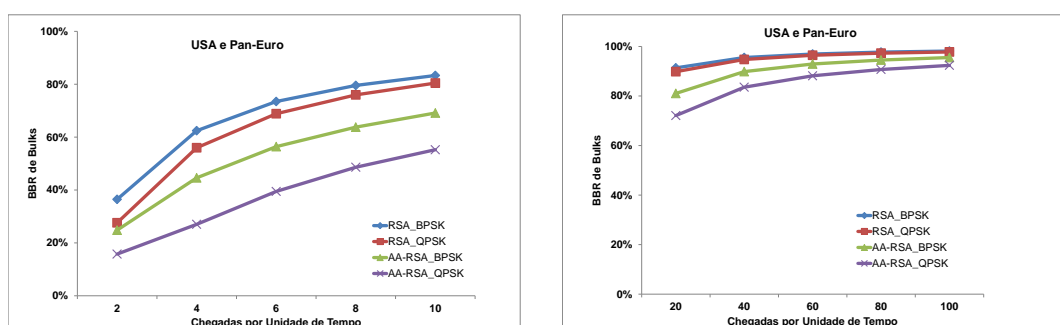 USA e Pan-Euro
BBR de Bulks
100%
80%
60%
40%
20%
0%
RSA_BPSK
RSA_QPSK
AA-RSA_BPSK
AA-RSA_QPSK
2 4 6 8 10
Chegadas por Unidade de Tempo
USA e Pan-Euro
BBR de Bulks
100%
80%
60%
40%
20%
0%
RSA_BPSK
RSA_QPSK
AA-RSA_BPSK
AA-RSA_QPSK
20 40 60 80 100
Chegadas por Unidade de Tempo